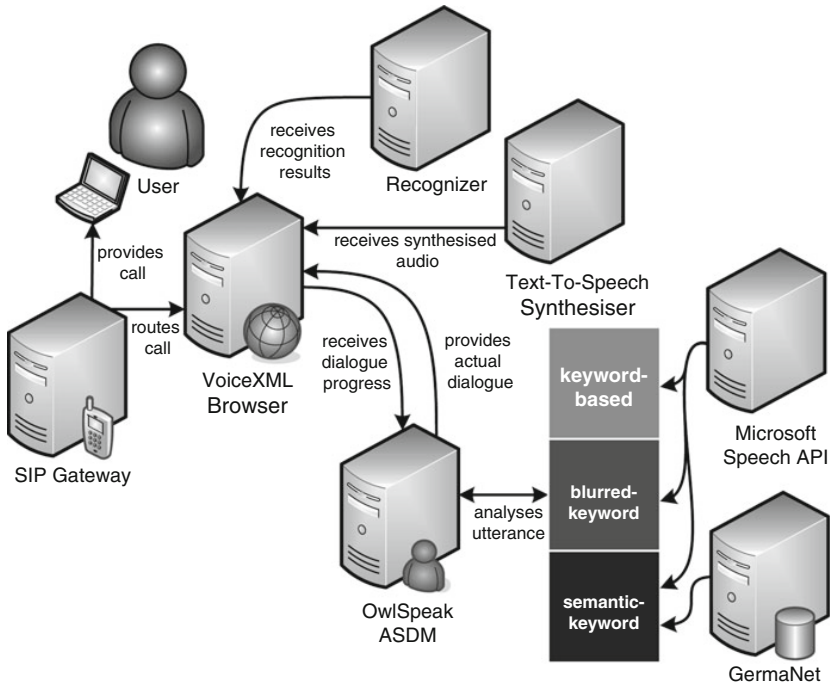 receives
recognition
results
Recognizer
User
provides
call
receives synthesised
audio
Text-To-Speech
Synthesiser
routes
call
VoiceXML
Browser
receives
dialogue
progress
provides
actual
dialogue
keyword-
based
Microsoft
Speech API
SIP Gateway
analyses
utterance
blurred-
keyword
semantic-
keyword
OwlSpeak
ASDM
GermaNet